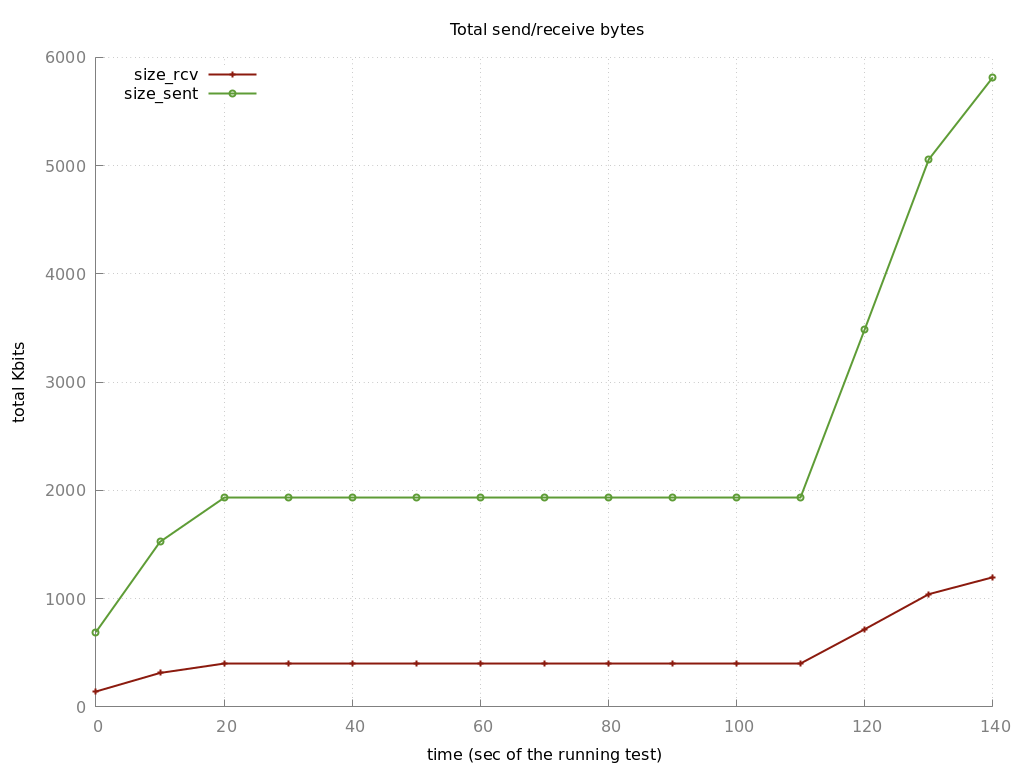 Total send/receive bytes
6000
5000
4000
3000
2000
1000
0
total Kbits
size_rcv
size_sent
0 20 40 60 80 100 120 140
time (sec of the running test)